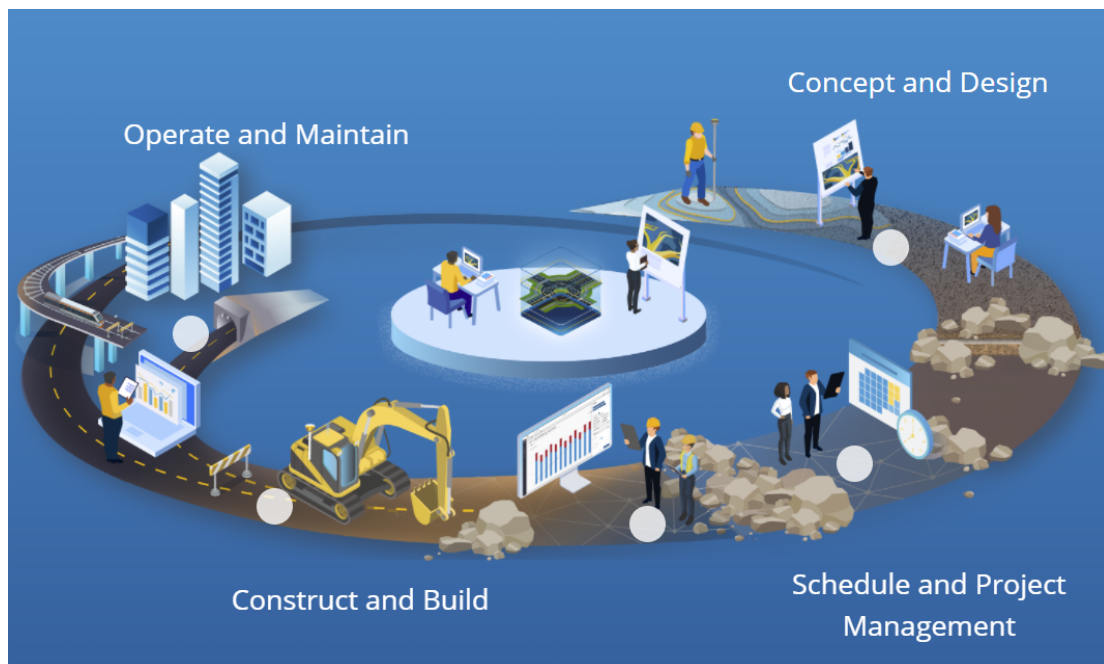 Concept and Design
Operate and Maintain
Construct and Build
Schedule and Project
Management